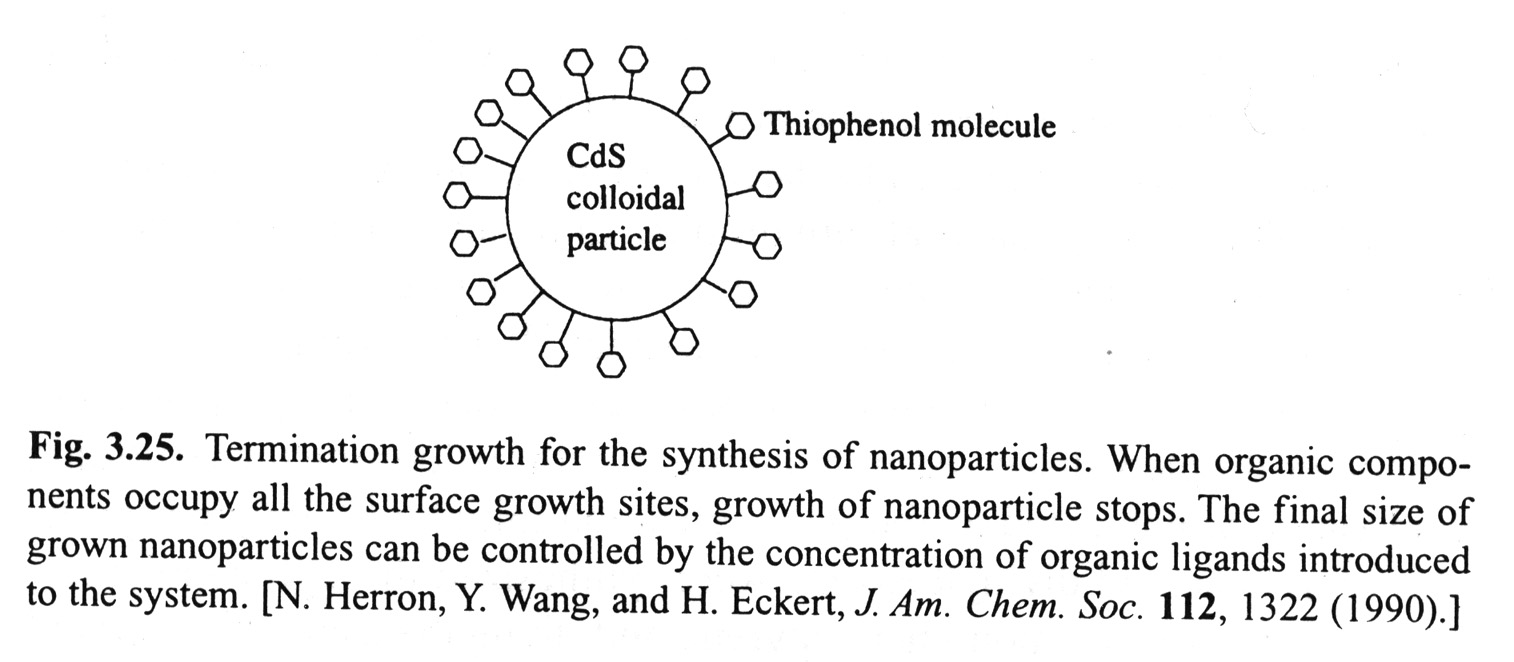 Thiophenol molecule
CdS
colloidal
particle
Fig. 3.25. Termination growth for the synthesis of nanoparticles. When organic compo-
nents occupy all the surface growth sites, growth of nanoparticle stops. The final size of
grown nanoparticles can be controlled by the concentration of organic ligands introduced
to the system. [N. Herron, Y. Wang, and H. Eckert, J. Am. Chem. Soc. 112, 1322 (1990).]